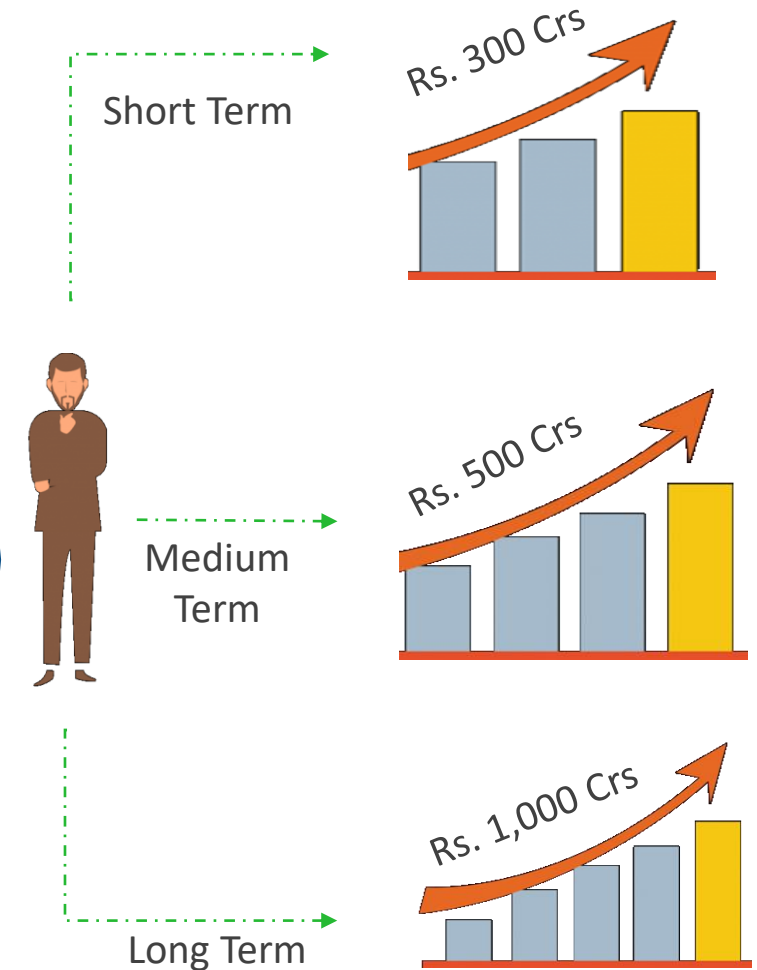 Rs. 300 Crs
Short Term
Rs. 500 Crs
Medium
Term
Rs. 1,000 Crs
Long Term